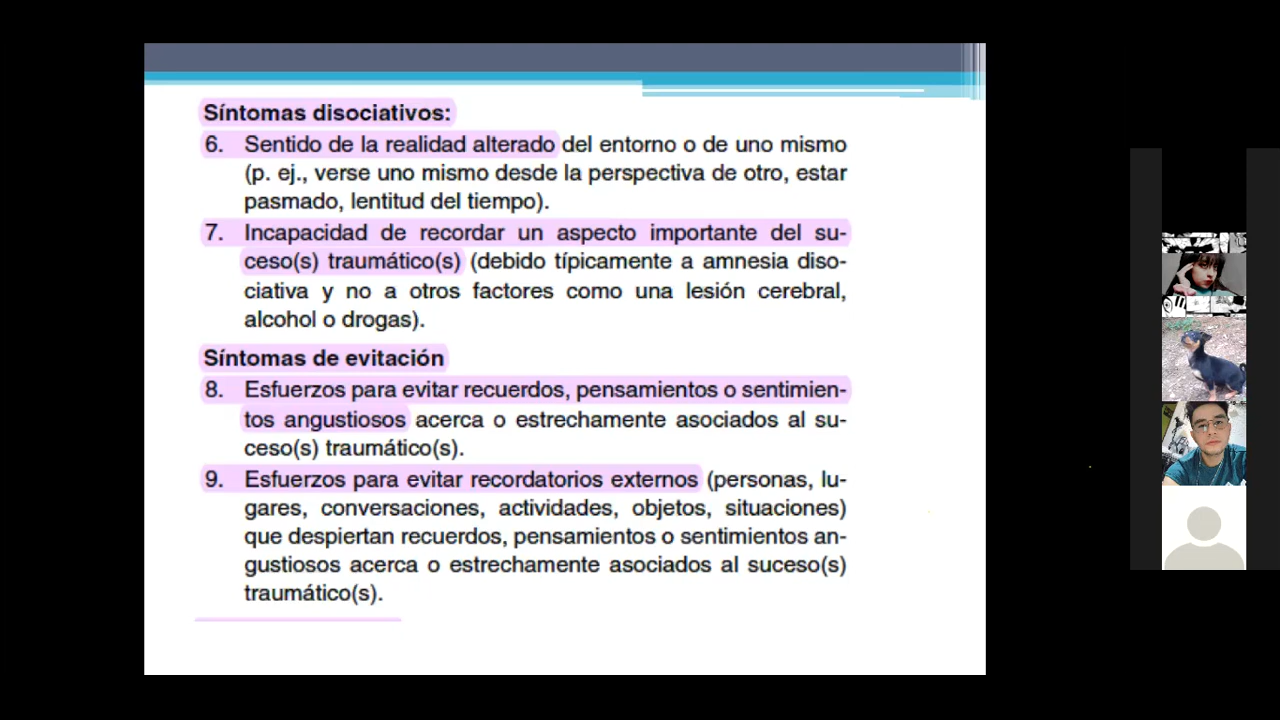 Síntomas disociativos:
6. Sentido de la realidad alterado del entorno o de uno mismo
(p. ej., verse uno mismo desde la perspectiva de otro, estar
pasmado, lentitud del tiempo).
7. Incapacidad de recordar un aspecto importante del su-
ceso(s) traumático(s) (debido típicamente a amnesia diso-
ciativa y no a otros factores como una lesión cerebral,
alcohol o drogas).
Síntomas de evitación
8. Esfuerzos para evitar recuerdos, pensamientos o sentimien-
tos angustiosos acerca o estrechamente asociados al su-
ceso(s) traumático(s).
9. Esfuerzos para evitar recordatorios externos (personas, lu-
gares, conversaciones, actividades, objetos, situaciones)
que despiertan recuerdos, pensamientos o sentimientos an-
gustiosos acerca o estrechamente asociados al suceso(s)
traumático(s).